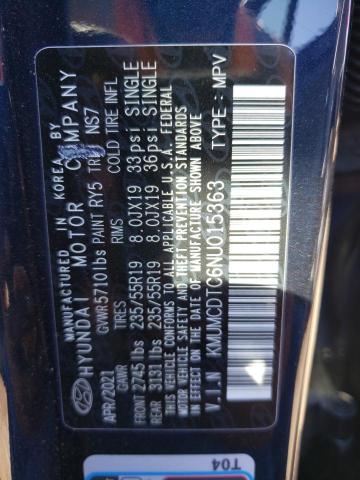 MANUFACTURED IN KOREA BY
HYUNDAI MOTOR COMPANY
APR/2021 GVWR 5710 lbs PAINT RY5 TRIM NS7
GAWR TIRES RIMS COLD TIRE INFL
FRONT 2745 lbs 235/55R19 8.0JX19 33psi SINGLE
REAR 3131 lbs 235/55R19 8.0JX19 36psi SINGLE
THIS VEHICLE CONFORMS TO ALL APPLICABLE U.S.A. FEDERAL
MOTOR VEHICLE SAFETY AND THEFT PREVENTION STANDARDS
IN EFFECT ON THE DATE OF MANUFACTURE SHOWN ABOVE
V.I.N KMUMCDTC6NU015363 TYPE : MPV
T04